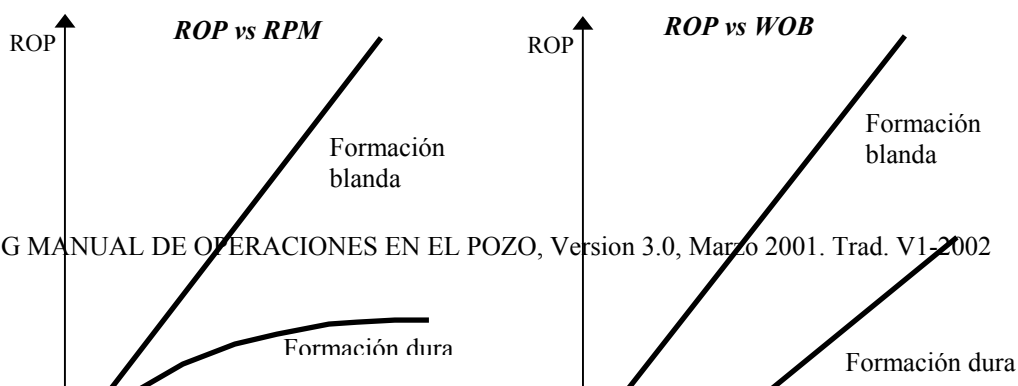 ROP vs RPM
ROP
Formación
blanda
Formación dura
ROP vs WOB
ROP
Formación
blanda
Formación dura
G MANUAL DE OPERACIONES EN EL POZO, Version 3.0, Marzo 2001. Trad. V1-2002